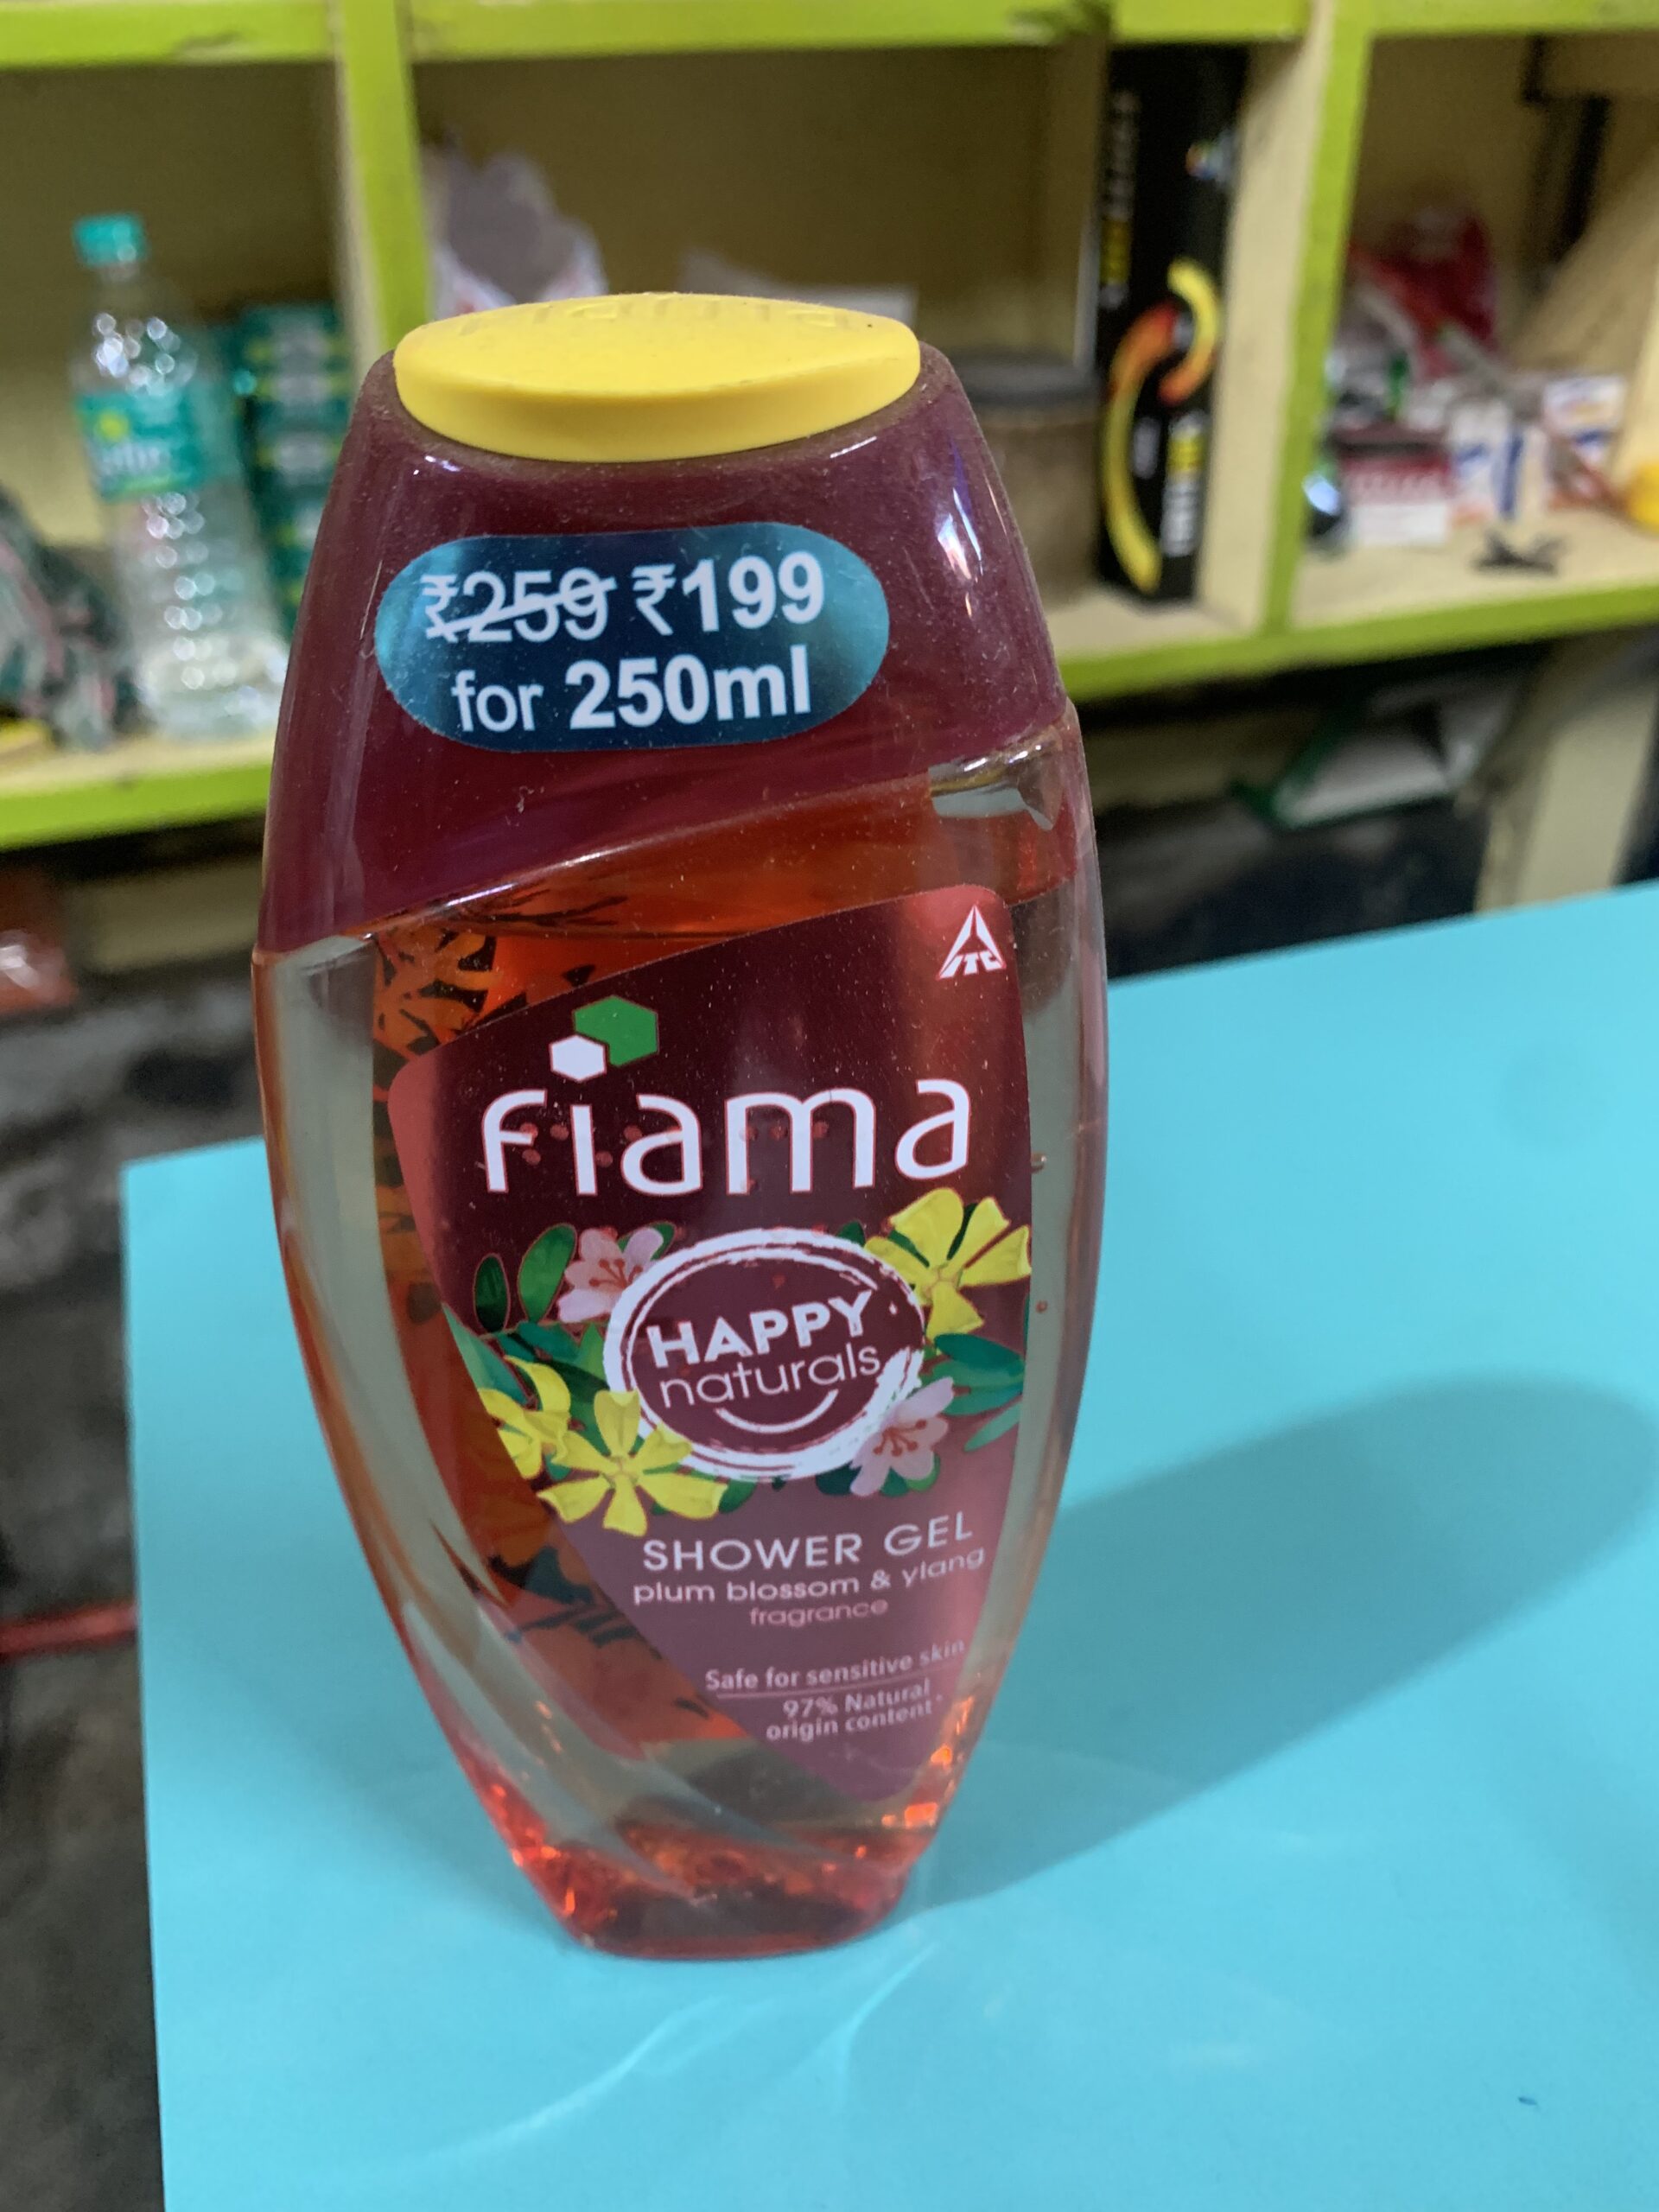 ₹259 ₹199
for 250ml
ITC
fiama
HAPPY
naturals
SHOWER GEL
plum blossom & ylang
fragrance
Safe for sensitive skin
97% Natural
origin content*